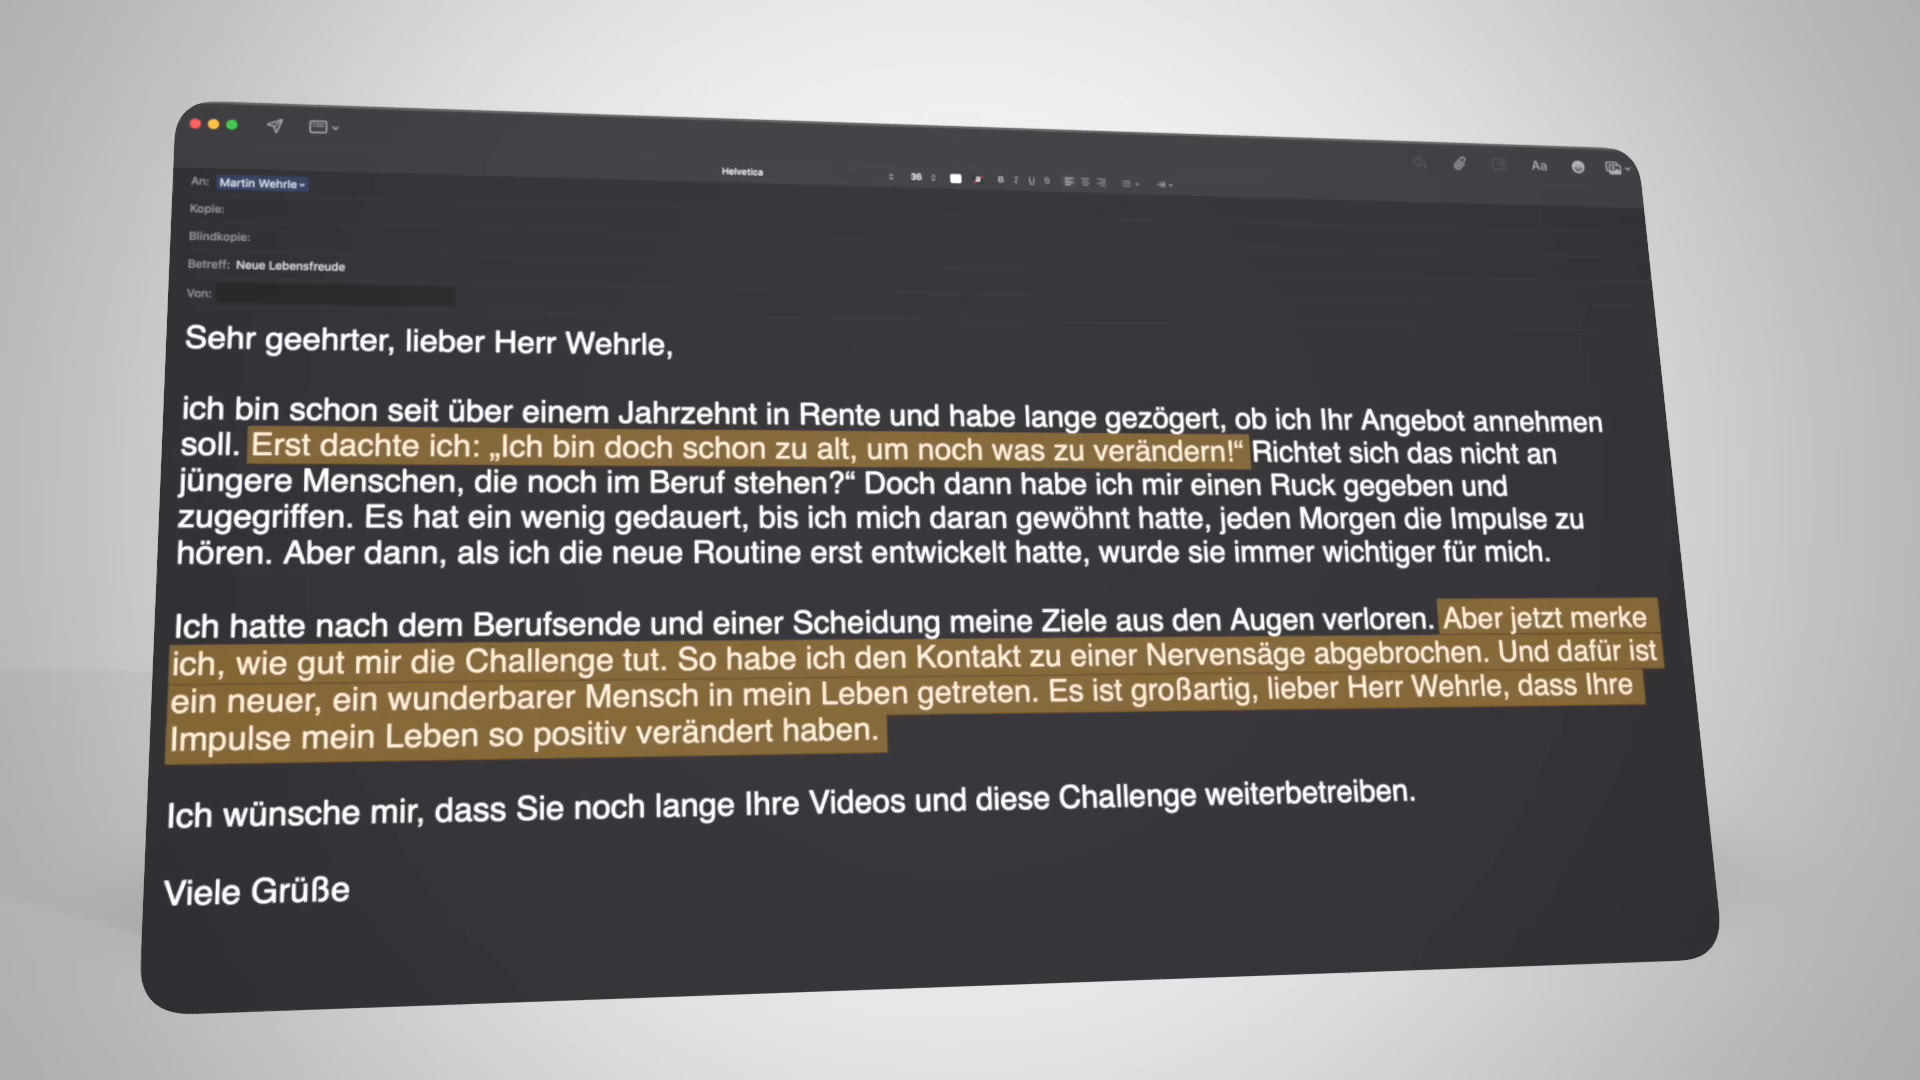 Helvetica 36 B I U S Aa
An: Martin Wehrle
Kopie:
Blindkopie:
Betreff: Neue Lebensfreude
Von:
Sehr geehrter, lieber Herr Wehrle,
ich bin schon seit über einem Jahrzehnt in Rente und habe lange gezögert, ob ich Ihr Angebot annehmen
soll. Erst dachte ich: „Ich bin doch schon zu alt, um noch was zu verändern!“ Richtet sich das nicht an
jüngere Menschen, die noch im Beruf stehen?“ Doch dann habe ich mir einen Ruck gegeben und
zugegriffen. Es hat ein wenig gedauert, bis ich mich daran gewöhnt hatte, jeden Morgen die Impulse zu
hören. Aber dann, als ich die neue Routine erst entwickelt hatte, wurde sie immer wichtiger für mich.
Ich hatte nach dem Berufsende und einer Scheidung meine Ziele aus den Augen verloren. Aber jetzt merke
ich, wie gut mir die Challenge tut. So habe ich den Kontakt zu einer Nervensäge abgebrochen. Und dafür ist
ein neuer, ein wunderbarer Mensch in mein Leben getreten. Es ist großartig, lieber Herr Wehrle, dass Ihre
Impulse mein Leben so positiv verändert haben.
Ich wünsche mir, dass Sie noch lange Ihre Videos und diese Challenge weiterbetreiben.
Viele Grüße